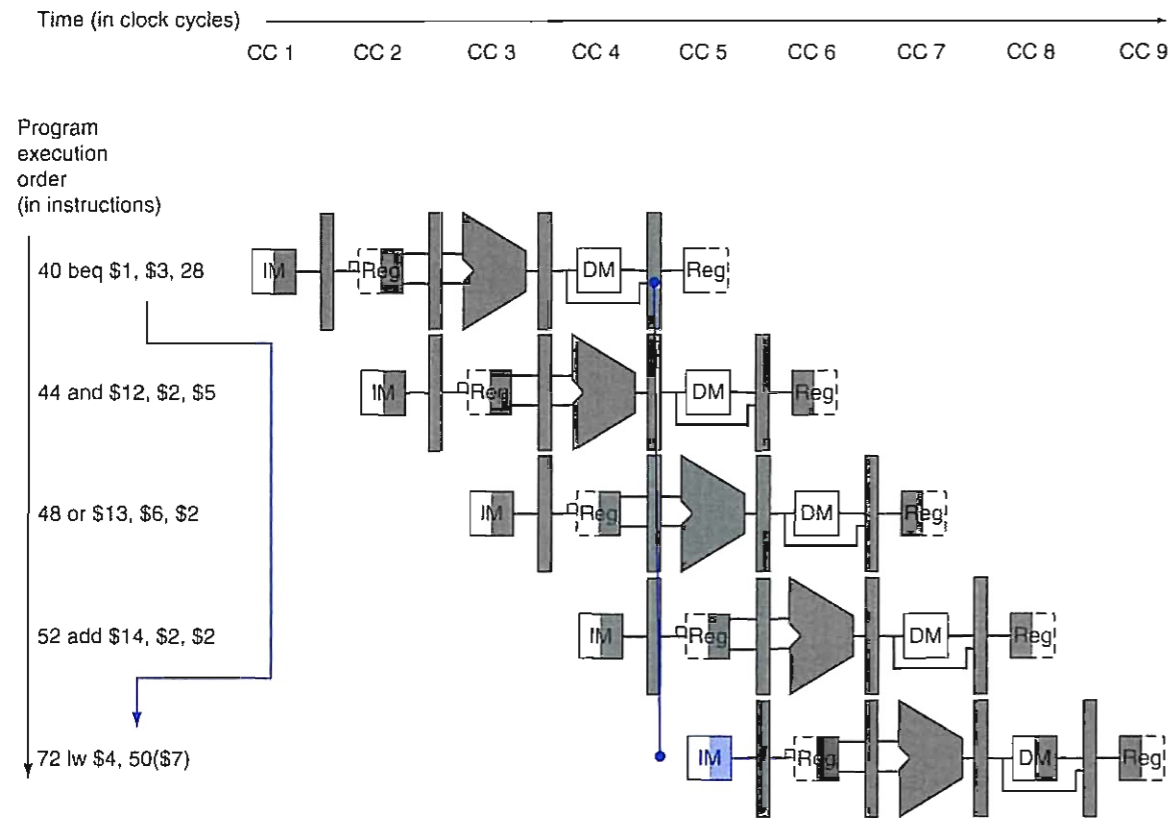 Time (in clock cycles)
CC 1 CC 2 CC 3 CC 4 CC 5 CC 6 CC 7 CC 8 CC 9
Program
execution
order
(in instructions)
40 beq $1, $3, 28
IM Reg DM Reg
44 and $12, $2, $5
IM Reg DM Reg
48 or $13, $6, $2
IM Reg DM Reg
52 add $14, $2, $2
IM Reg DM Reg
72 lw $4, 50($7)
IM Reg DM Reg